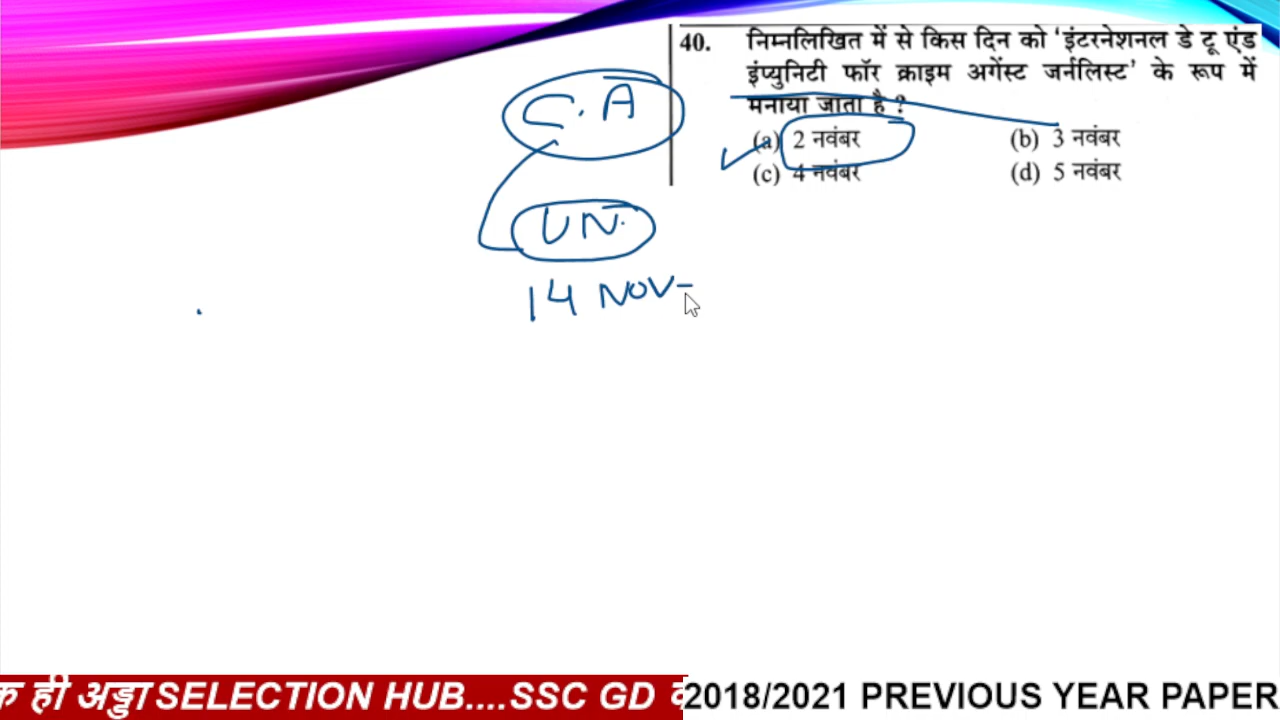 40. निम्नलिखित में से किस दिन को 'इंटरनेशनल डे टू एंड
इंप्युनिटी फॉर क्राइम अगेंस्ट जर्नलिस्ट' के रूप में
मनाया जाता है ?
(a) 2 नवंबर (b) 3 नवंबर
(c) 4 नवंबर (d) 5 नवंबर
C.A
UN.
14 NOV-
ही अड्डा SELECTION HUB....SSC GD
2018/2021 PREVIOUS YEAR PAPER